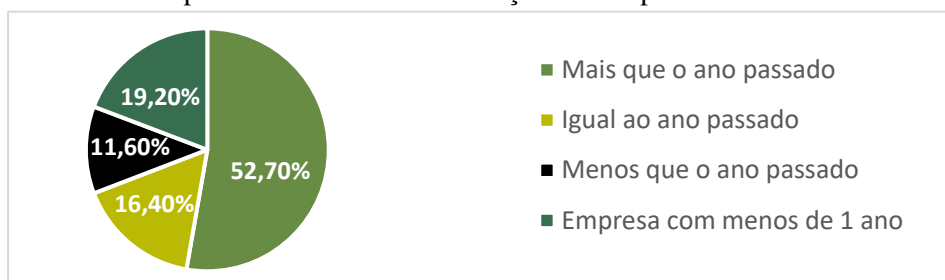 Mais que o ano passado
19,20%
Igual ao ano passado
11,60%
52,70%
Menos que o ano passado
16,40%
Empresa com menos de 1 ano